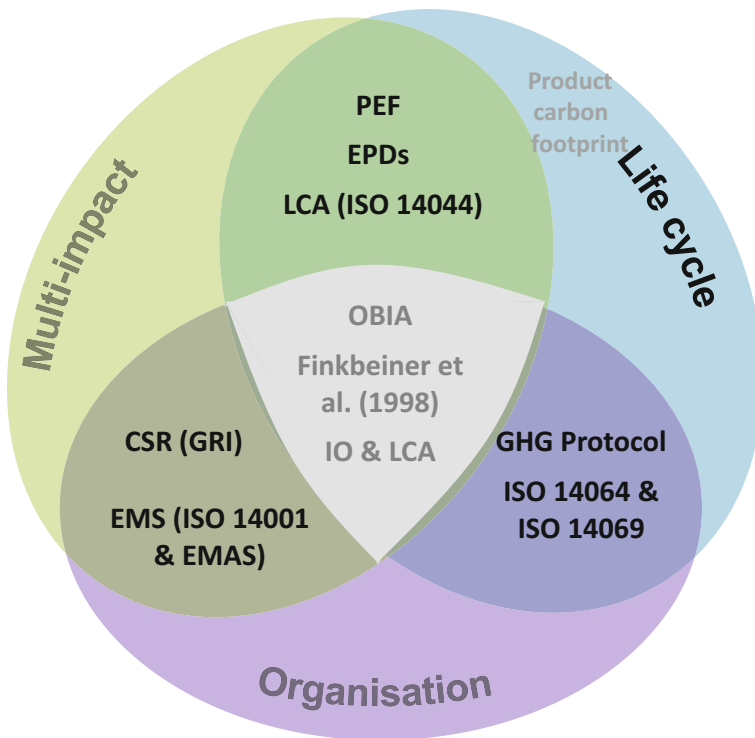 PEF
EPDs
LCA (ISO 14044)
Product
carbon
footprint
Multi-impact
Life cycle
OBIA
Finkbeiner et
al. (1998)
IO & LCA
CSR (GRI)
EMS (ISO 14001
& EMAS)
GHG Protocol
ISO 14064 &
ISO 14069
Organisation